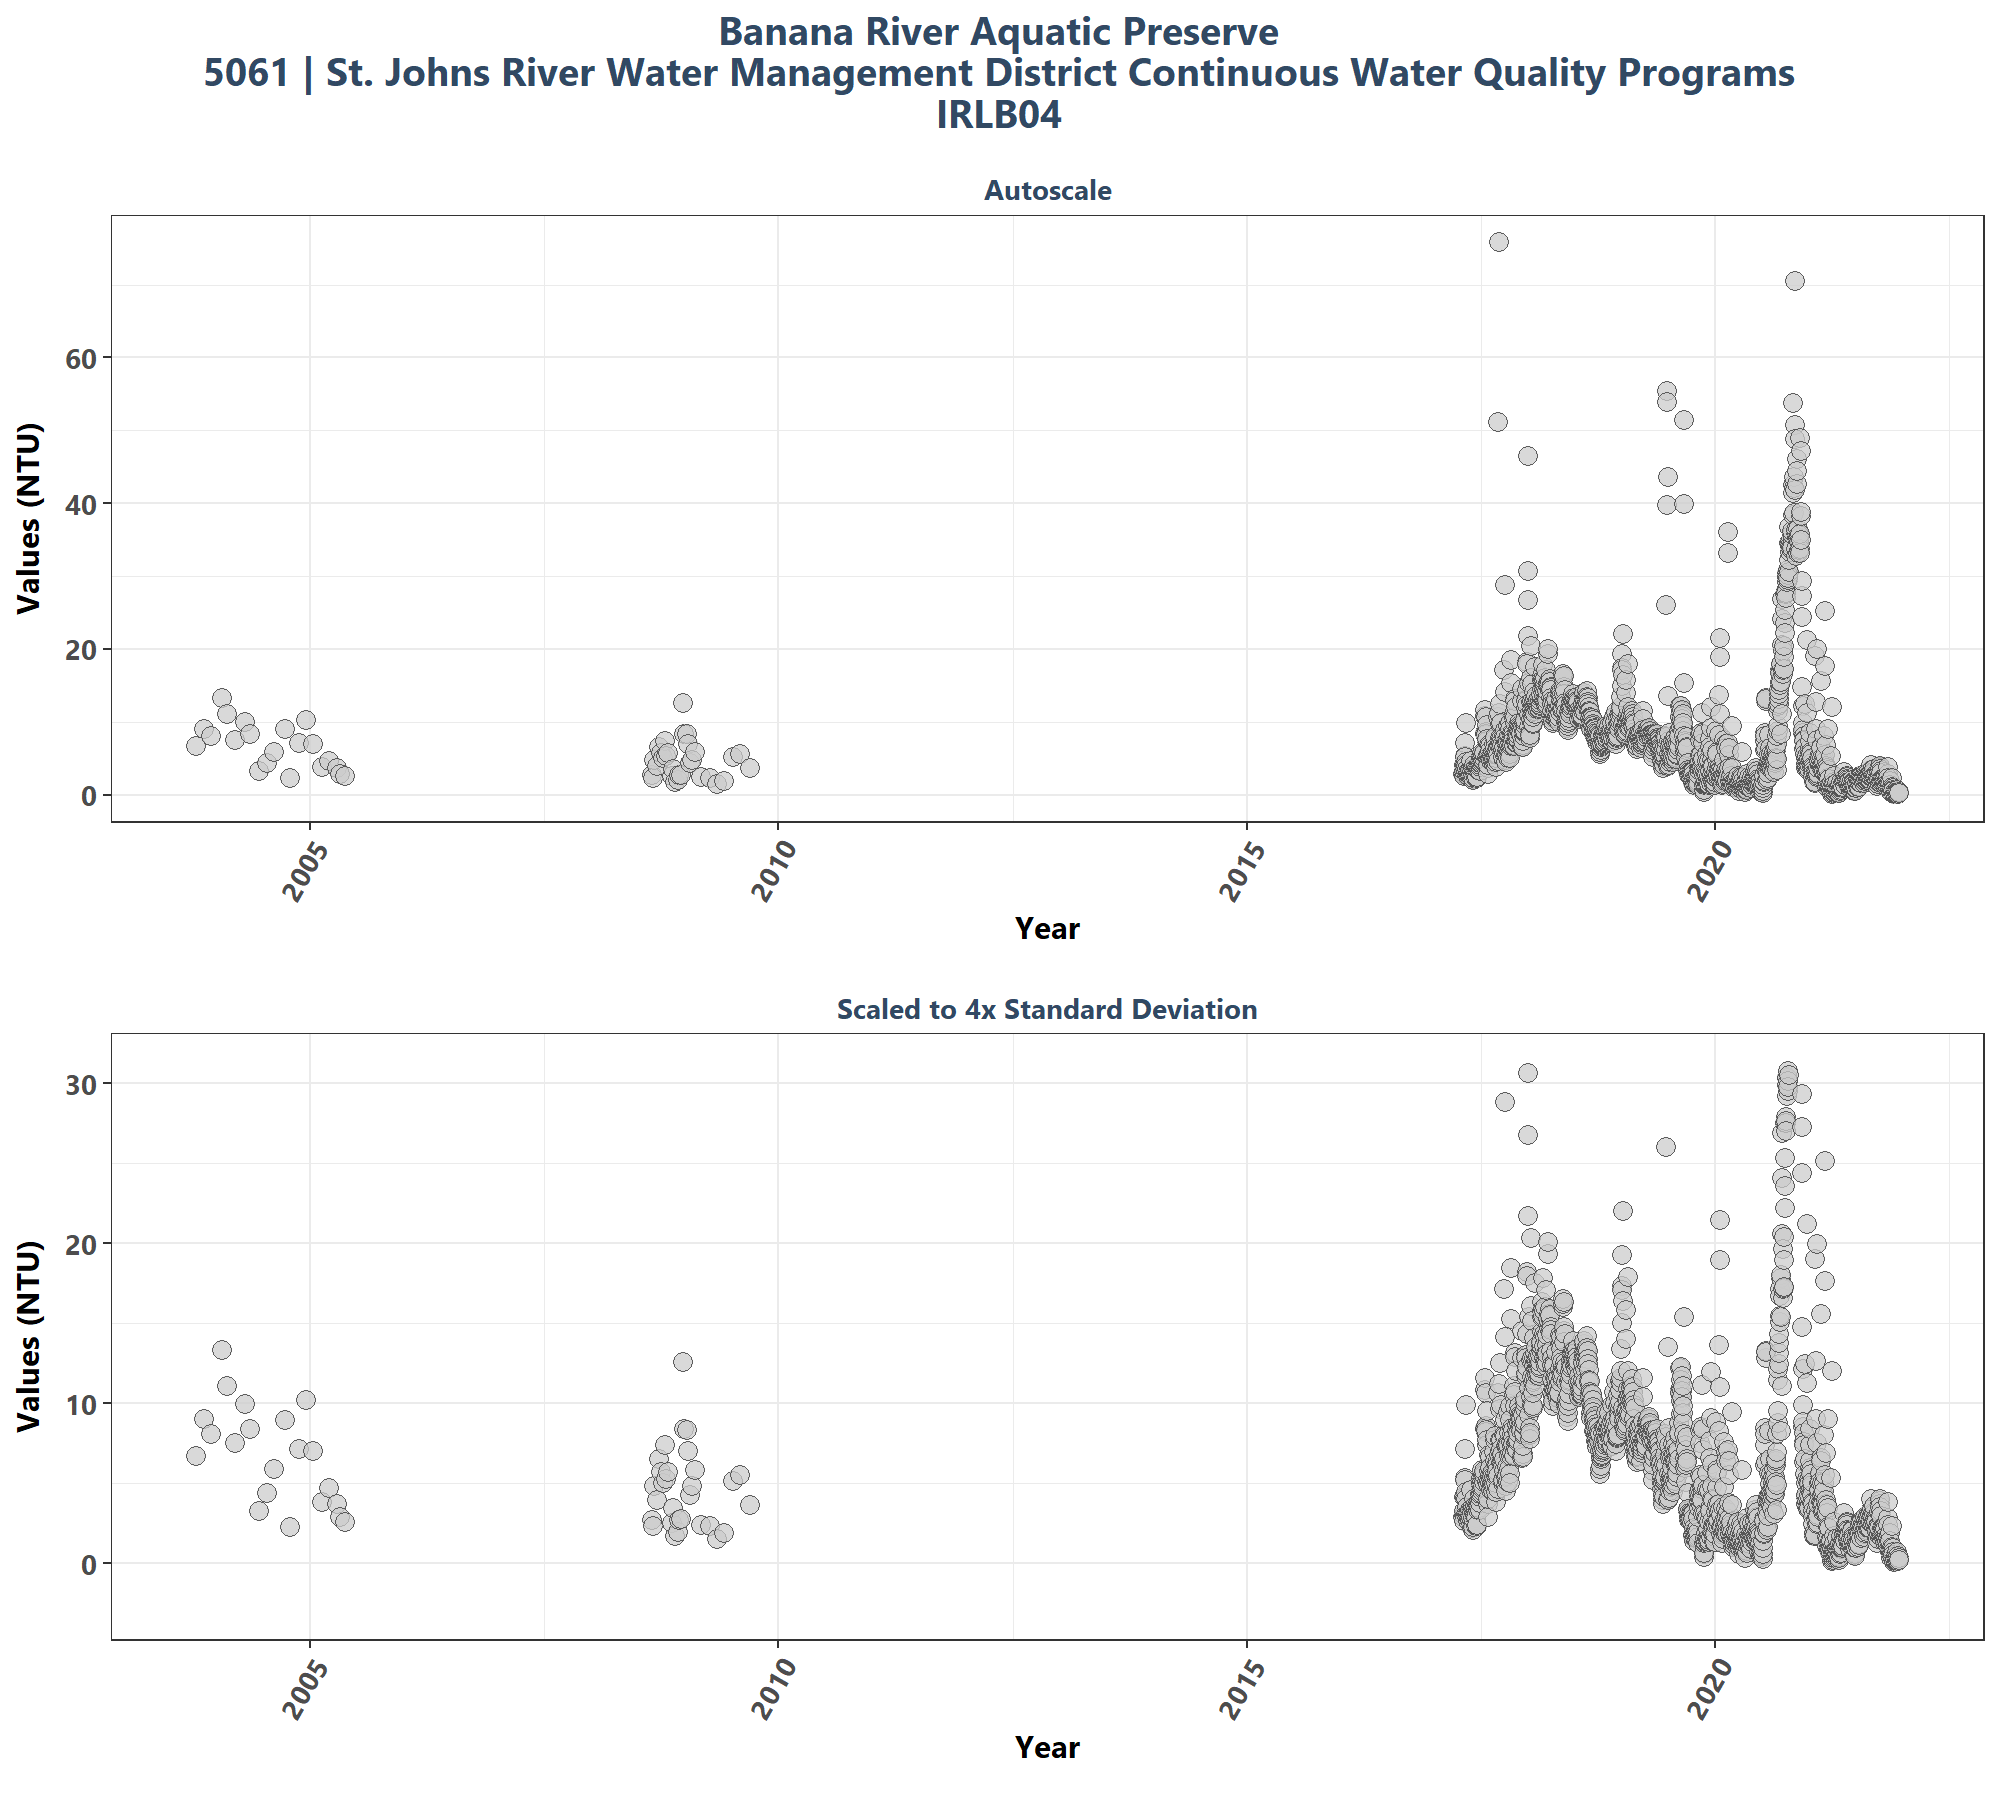 Banana River Aquatic Preserve
5061 | St. Johns River Water Management District Continuous Water Quality Programs
IRLB04
Autoscale
Values (NTU)
60
40
20
0
2005
2010
2015
2020
Year
Scaled to 4x Standard Deviation
Values (NTU)
30
20
10
0
2005
2010
2015
2020
Year